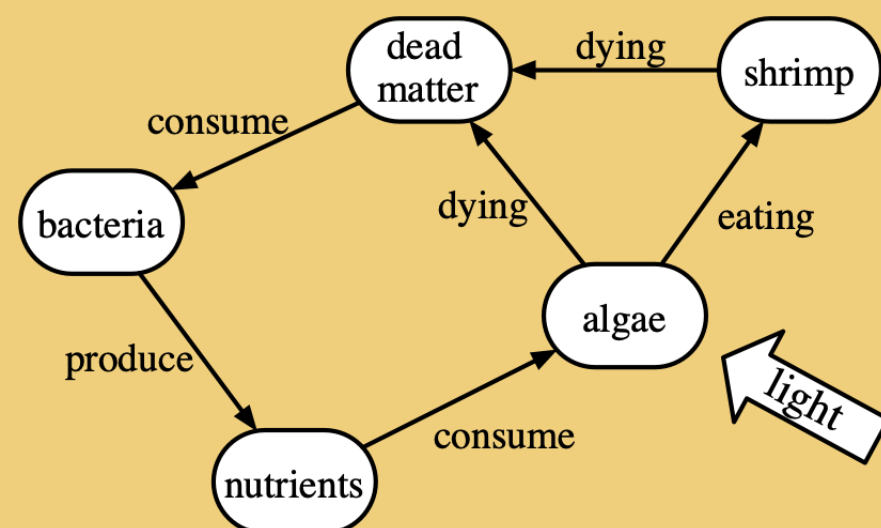 dead
matter
dying
shrimp
consume
bacteria
dying
eating
algae
produce
light
consume
nutrients